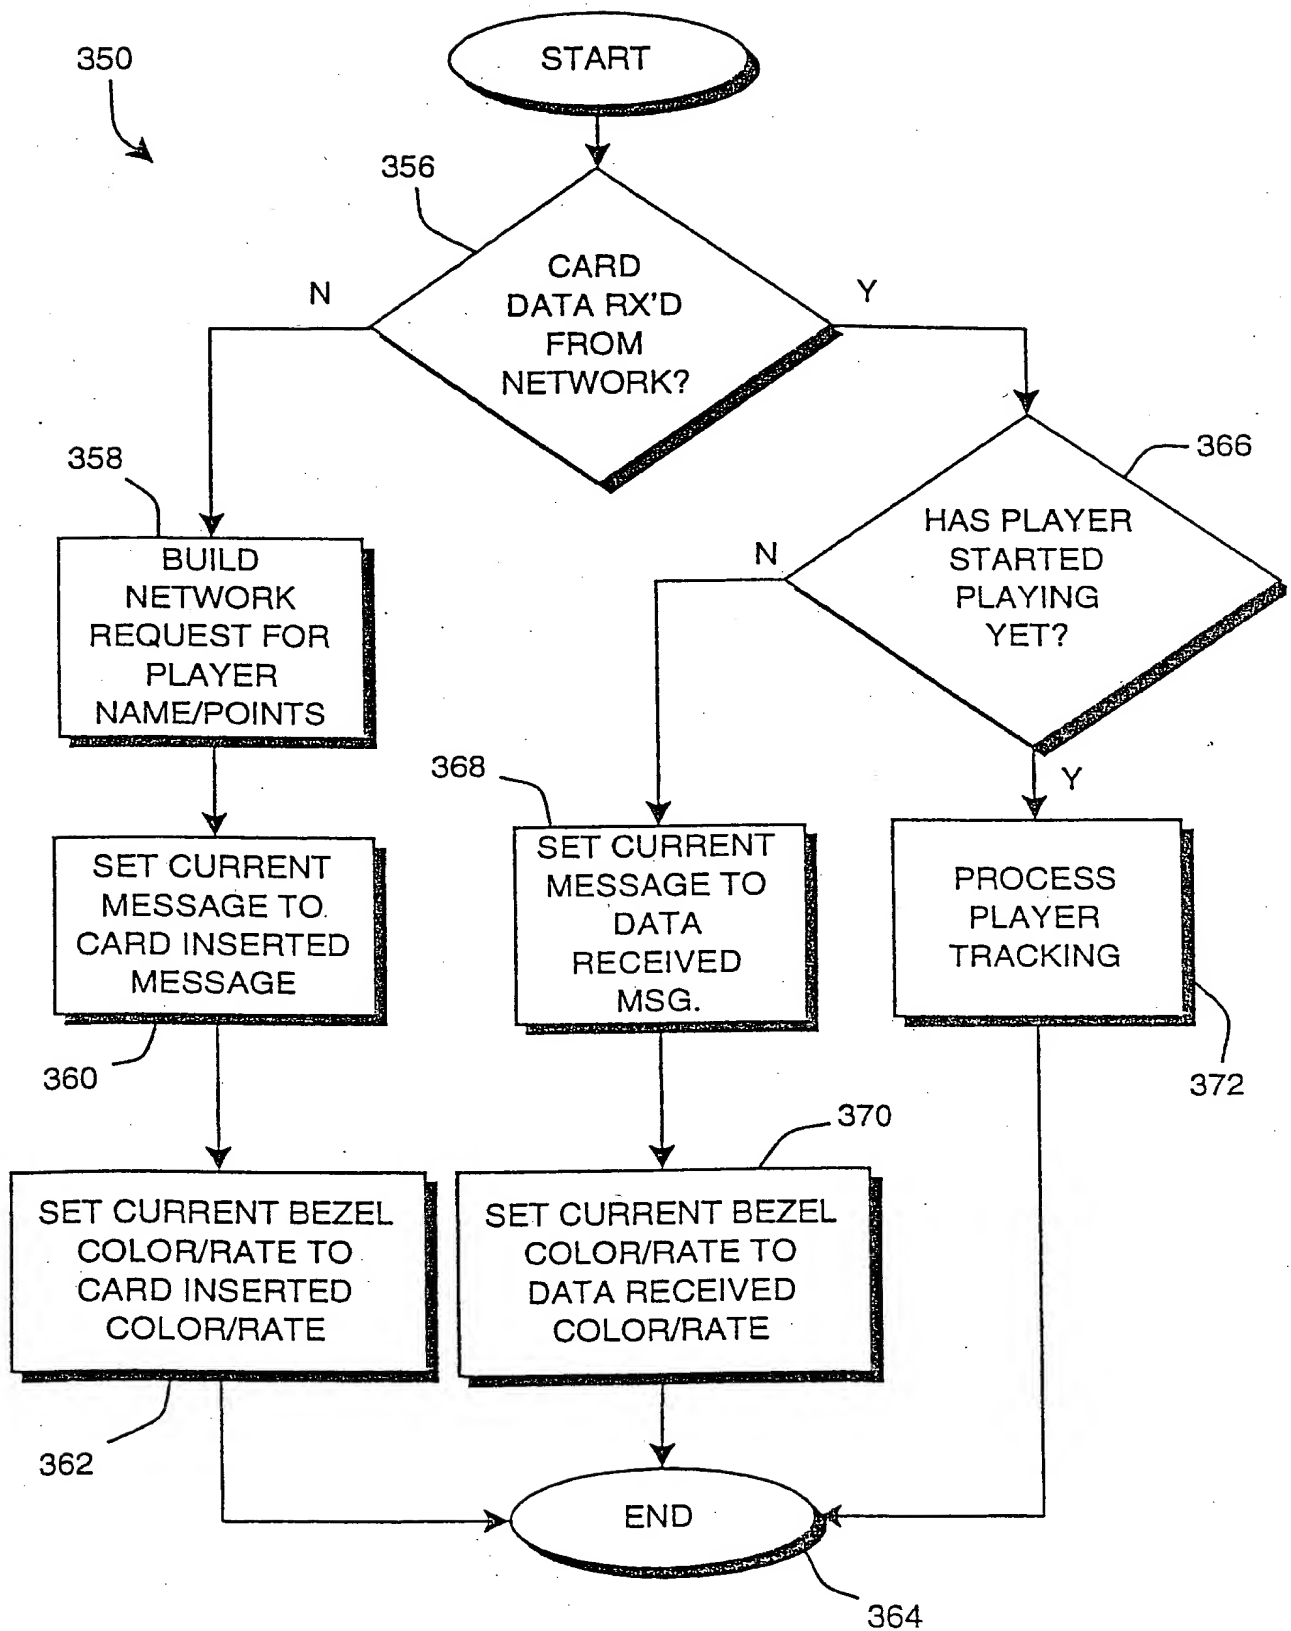 350
START
356
CARD
DATA RX'D
FROM
NETWORK?
N
Y
358
BUILD
NETWORK
REQUEST FOR
PLAYER
NAME/POINTS
366
HAS PLAYER
STARTED
PLAYING
YET?
N
Y
SET CURRENT
MESSAGE TO
CARD INSERTED
MESSAGE
360
368
SET CURRENT
MESSAGE TO
DATA
RECEIVED
MSG.
PROCESS
PLAYER
TRACKING
372
SET CURRENT BEZEL
COLOR/RATE TO
CARD INSERTED
COLOR/RATE
362
370
SET CURRENT BEZEL
COLOR/RATE TO
DATA RECEIVED
COLOR/RATE
END
364